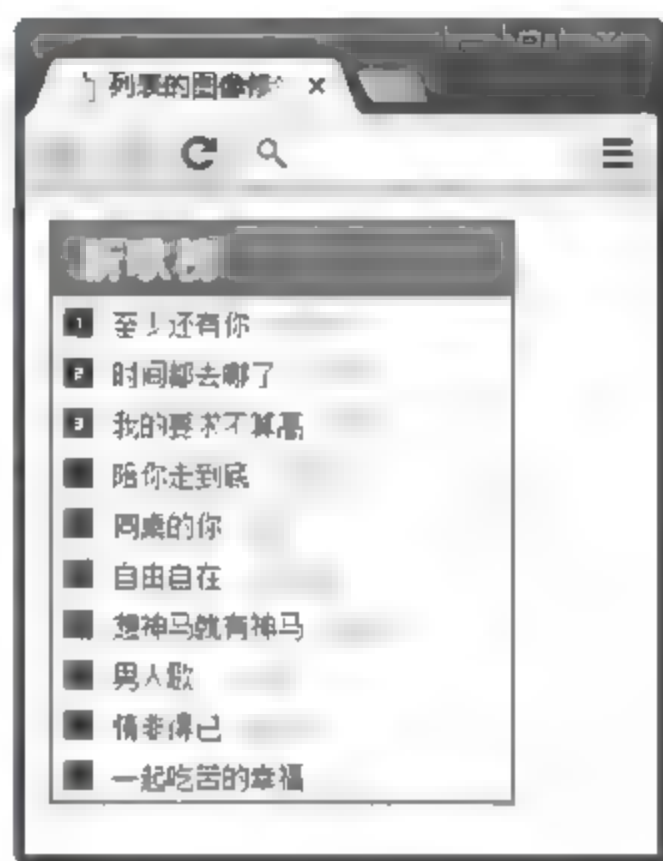 列表的图像修
新歌榜
1 至少还有你
2 时间都去哪了
3 我的要求不算高
陪你走到底
同桌的你
自由自在
想神马就有神马
男人歌
情非得已
一起吃苦的幸福